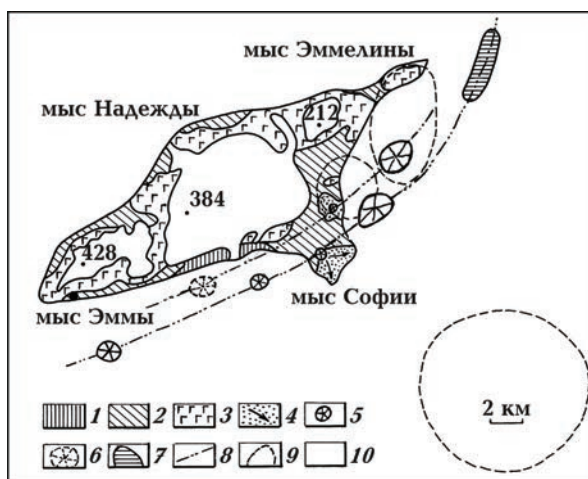 мыс Эммелины
мыс Надежды
212
384
428
мыс Софии
мыс Эммы
1 2 3 4 5
2 км
6 7 8 9 10